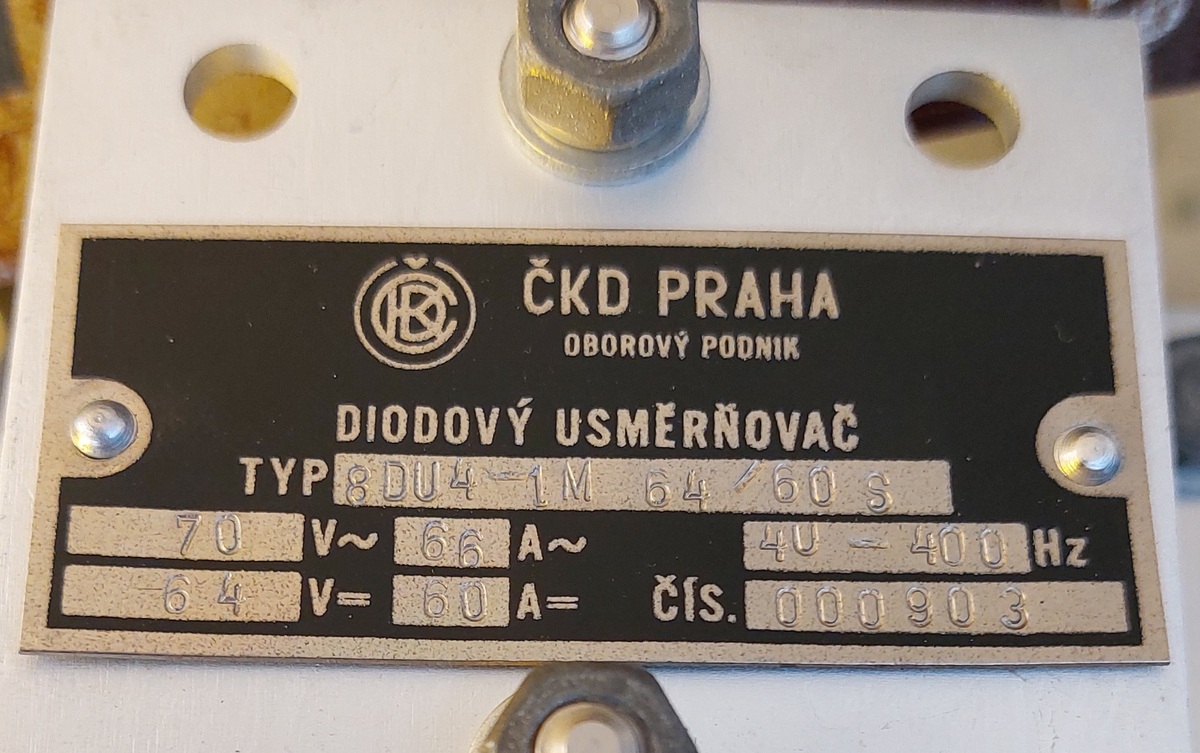 ČKD
ČKD PRAHA
OBOROVÝ PODNIK
DIODOVÝ USMĚRŇOVAČ
TYP 8DU4-1M 64/60 S
70 V~ 66 A~ 40 - 400 Hz
64 V= 60 A= ČÍS. 000903